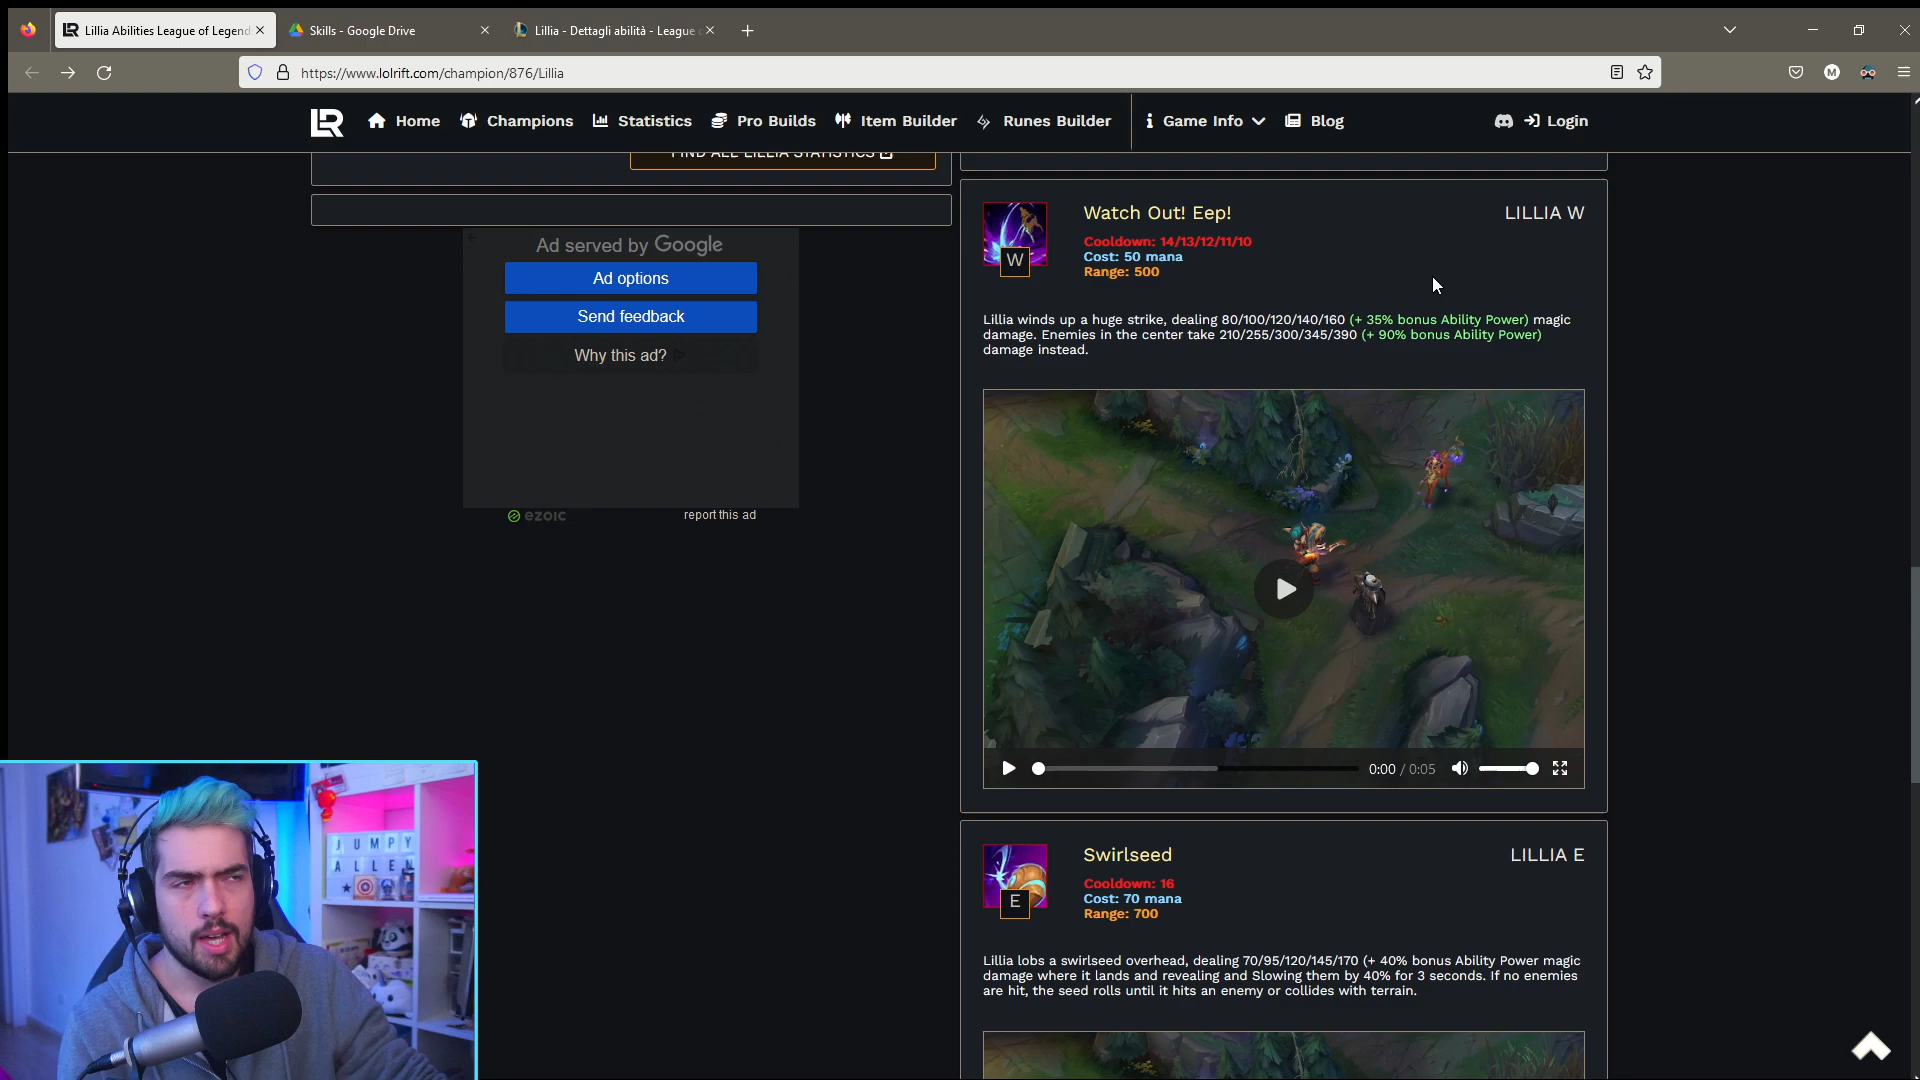 Lillia Abilities League of Legend
Skills - Google Drive
Lillia - Dettagli abilità - League
https://www.lolrift.com/champion/876/Lillia
M
LR
Home
Champions
Statistics
Pro Builds
Item Builder
Runes Builder
Game Info
Blog
Login
FIND ALL LILLIA STATISTICS
Ad served by Google
Ad options
Send feedback
Why this ad?
ezoic
report this ad
W
Watch Out! Eep!
LILLIA W
Cooldown: 14/13/12/11/10
Cost: 50 mana
Range: 500
Lillia winds up a huge strike, dealing 80/100/120/140/160 (+ 35% bonus Ability Power) magic
damage. Enemies in the center take 210/255/300/345/390 (+ 90% bonus Ability Power)
damage instead.
0:00 / 0:05
E
Swirlseed
LILLIA E
Cooldown: 16
Cost: 70 mana
Range: 700
Lillia lobs a swirlseed overhead, dealing 70/95/120/145/170 (+ 40% bonus Ability Power magic
damage where it lands and revealing and Slowing them by 40% for 3 seconds. If no enemies
are hit, the seed rolls until it hits an enemy or collides with terrain.
JUMPY
ALLEN